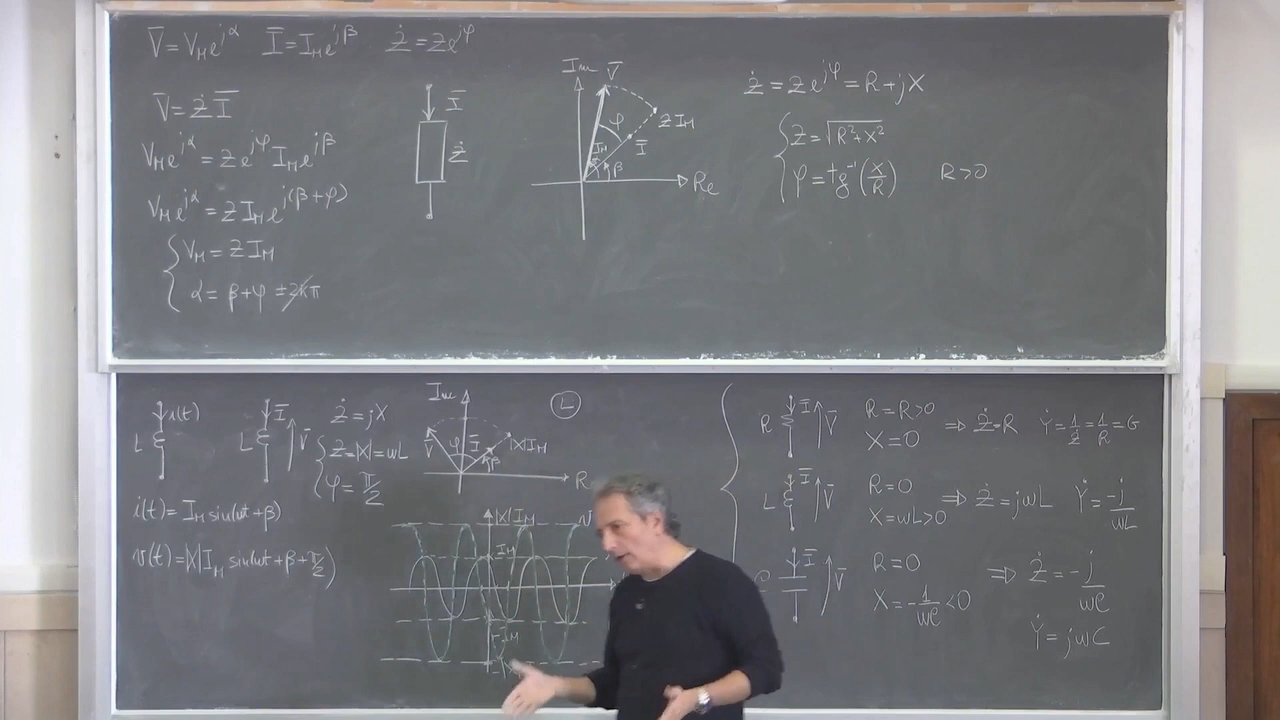 V̅ = V_M e^{jα}   I̅ = I_M e^{jβ}   Ż = Z e^{jφ}
V̅ = Ż I̅
V_M e^{jα} = Z e^{jφ} I_M e^{jβ}
V_M e^{jα} = Z I_M e^{j(β+φ)}
{ V_M = Z I_M
α = β + φ ± 2kπ
I̅
Ż
Im V̅
Z I_M
φ
I_M I̅
α β
Re
Ż = Z e^{jφ} = R + jX
{ Z = √(R² + X²)
φ = tg⁻¹(X/R)   R > 0
i(t)
L
L I̅ V̅
Ż = jX
{ Z = |X| = ωL
φ = π/2
i(t) = I_M sin(ωt + β)
v(t) = |X| I_M sin(ωt + β + π/2)
Im
V̅ φ I̅ |X| I_M
β
R
L
|X| I_M
I_M
-I_M
R I̅ V̅   R = R > 0   X = 0   ⇒ Ż = R   Ẏ = 1/Ż = 1/R = G
L I̅ V̅   R = 0   X = ωL > 0   ⇒ Ż = jωL   Ẏ = -j/ωL
C I̅ V̅   R = 0   X = -1/ωC < 0   ⇒ Ż = -j/ωC
Ẏ = jωC